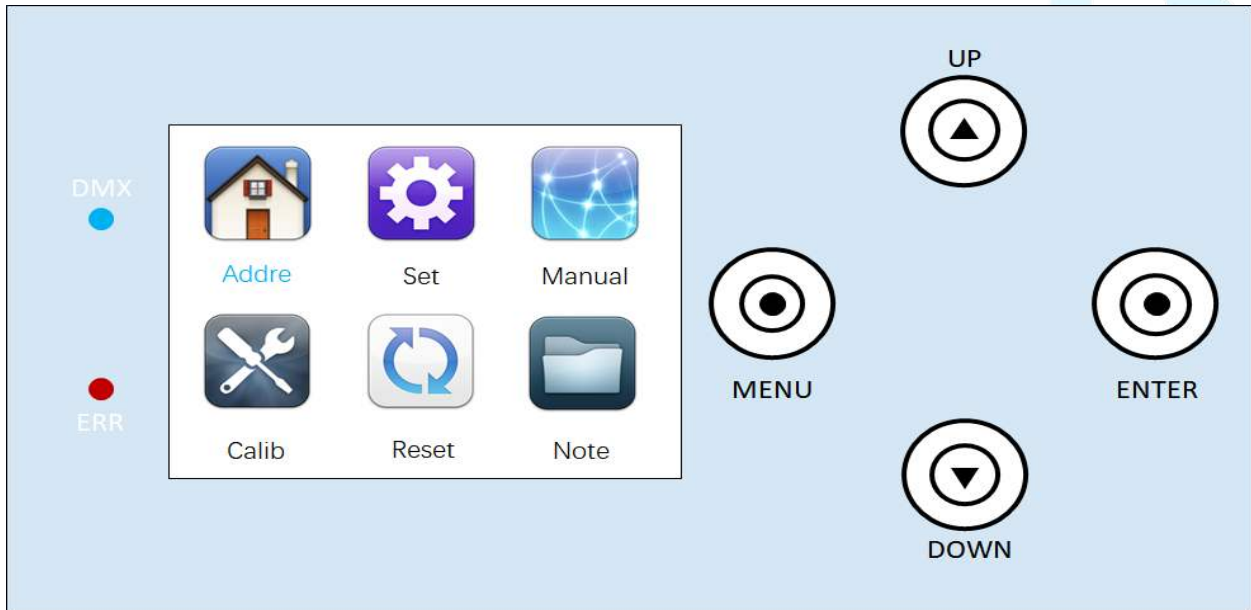 UP
DMX
Addre
Set
Manual
MENU
ENTER
ERR
Calib
Reset
Note
DOWN